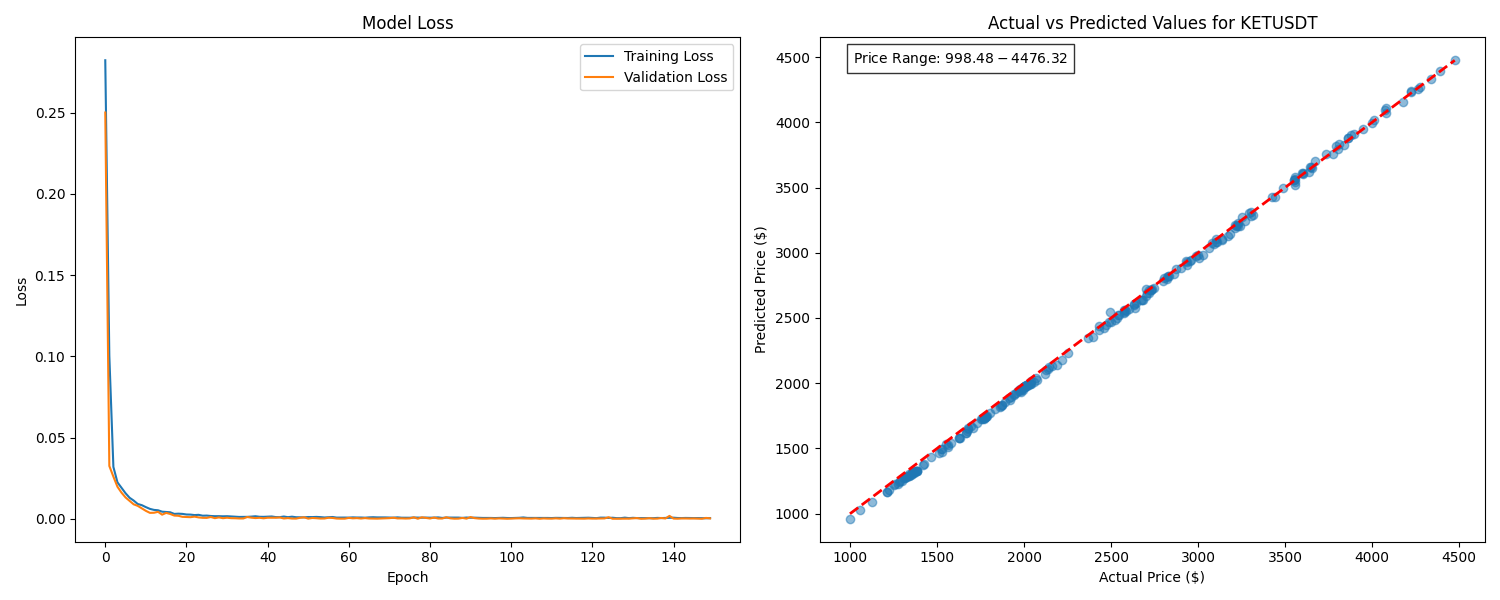 Model Loss
Training Loss
Validation Loss
0.25
0.20
0.15
0.10
0.05
0.00
Loss
0 20 40 60 80 100 120 140
Epoch
Actual vs Predicted Values for KETUSDT
Price Range: 998.48 − 4476.32
4500
4000
3500
3000
2500
2000
1500
1000
Predicted Price ($)
1000 1500 2000 2500 3000 3500 4000 4500
Actual Price ($)